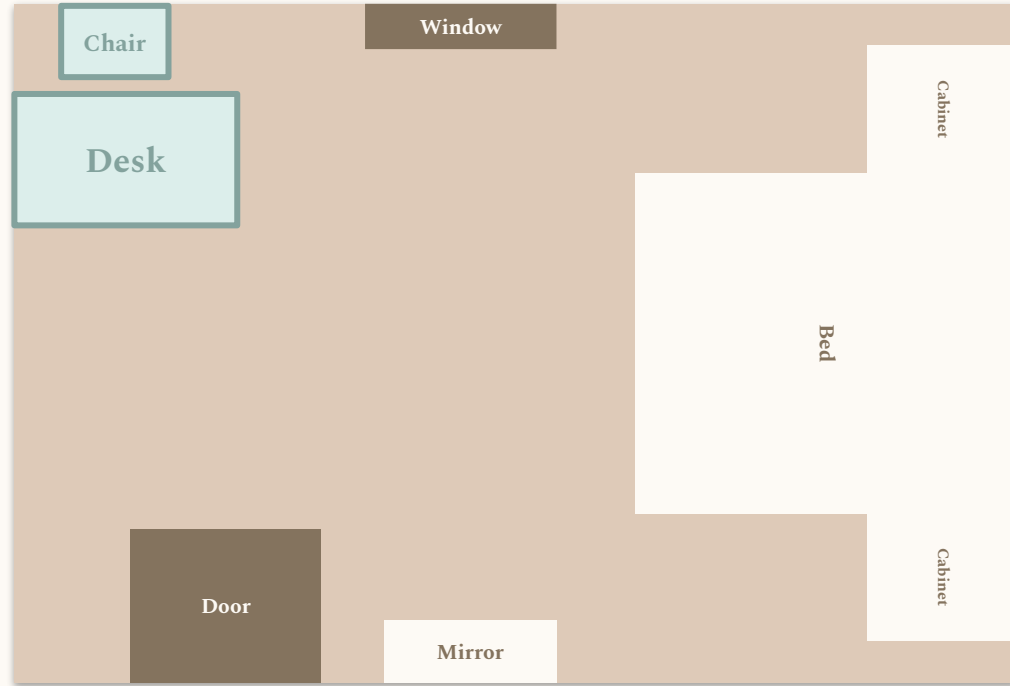 Chair
Window
Cabinet
Desk
Bed
Cabinet
Door
Mirror